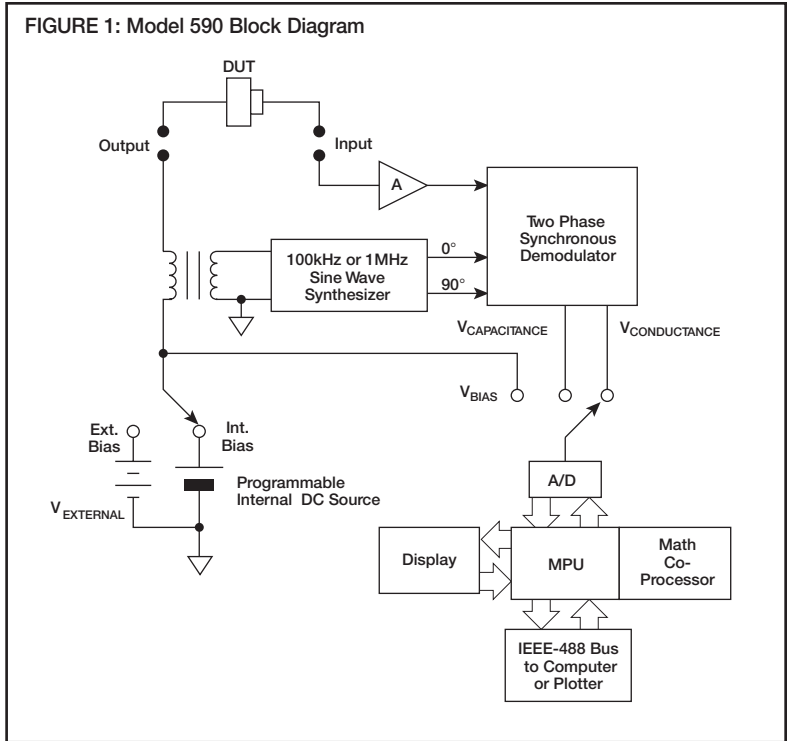 FIGURE 1: Model 590 Block Diagram
DUT
Output
Input
A
Two Phase
Synchronous
Demodulator
100kHz or 1MHz
Sine Wave
Synthesizer
0°
90°
VCAPACITANCE
VCONDUCTANCE
VBIAS
Ext.
Bias
Int.
Bias
Programmable
Internal DC Source
VEXTERNAL
A/D
Display
MPU
Math
Co-
Processor
IEEE-488 Bus
to Computer
or Plotter